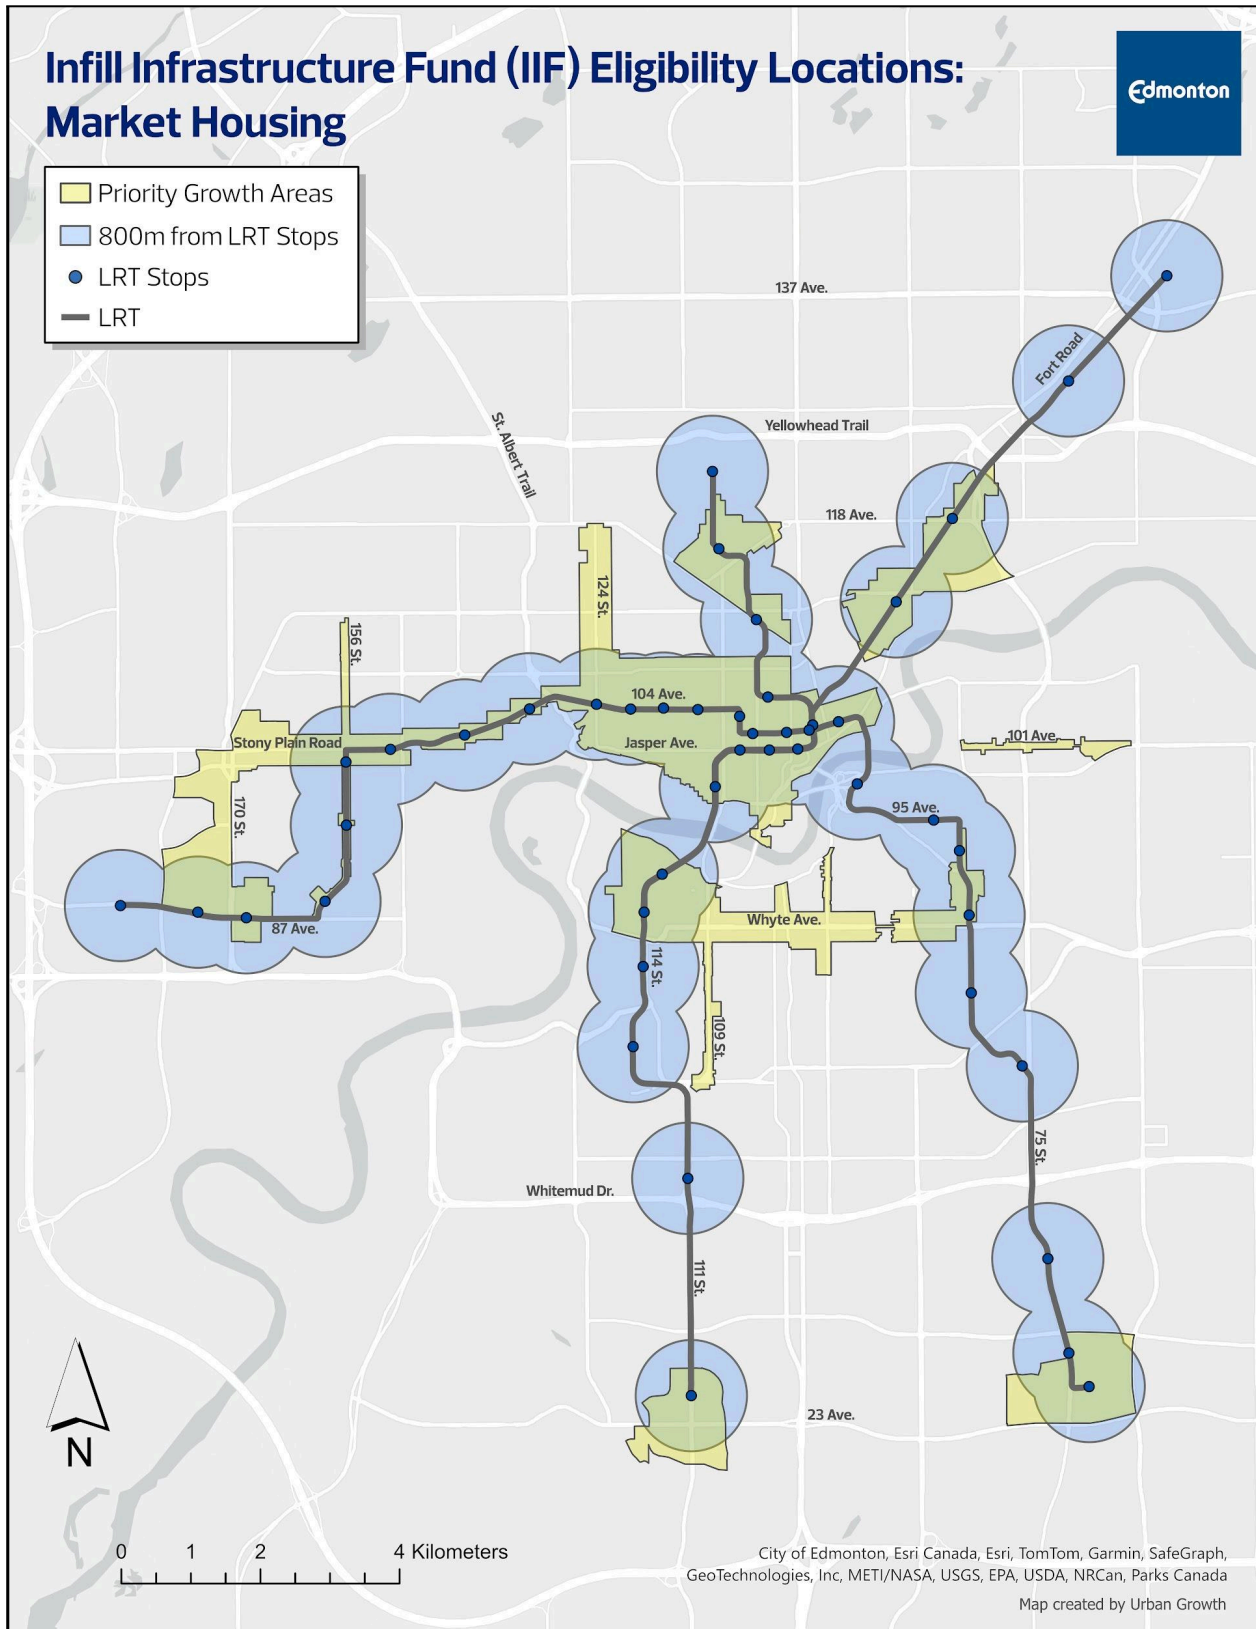 Infill Infrastructure Fund (IIF) Eligibility Locations:
Market Housing
Edmonton
Priority Growth Areas
800m from LRT Stops
LRT Stops
LRT
137 Ave.
Fort Road
St. Albert Trail
Yellowhead Trail
118 Ave.
124 St.
156 St.
104 Ave.
Stony Plain Road
Jasper Ave.
101 Ave.
170 St.
95 Ave.
87 Ave.
Whyte Ave.
114 St.
109 St.
75 St.
Whitemud Dr.
111 St.
23 Ave.
N
0 1 2 4 Kilometers
City of Edmonton, Esri Canada, Esri, TomTom, Garmin, SafeGraph,
GeoTechnologies, Inc, METI/NASA, USGS, EPA, USDA, NRCan, Parks Canada
Map created by Urban Growth